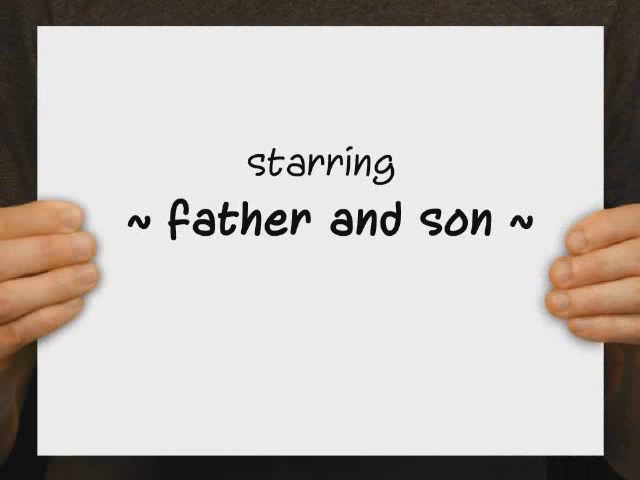 starring
~ father and son ~